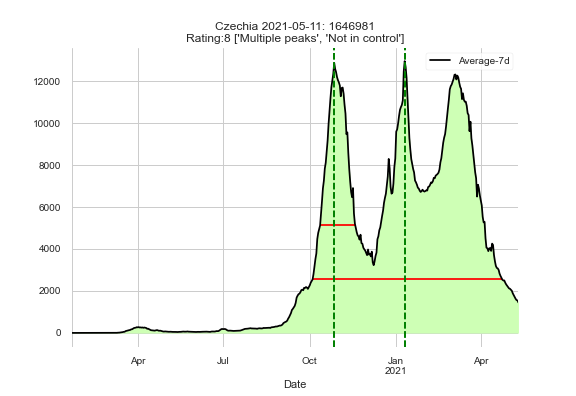 Czechia 2021-05-11: 1646981
Rating:8 ['Multiple peaks', 'Not in control']
Average-7d
12000
10000
8000
6000
4000
2000
0
Apr Jul Oct Jan Apr
2021
Date